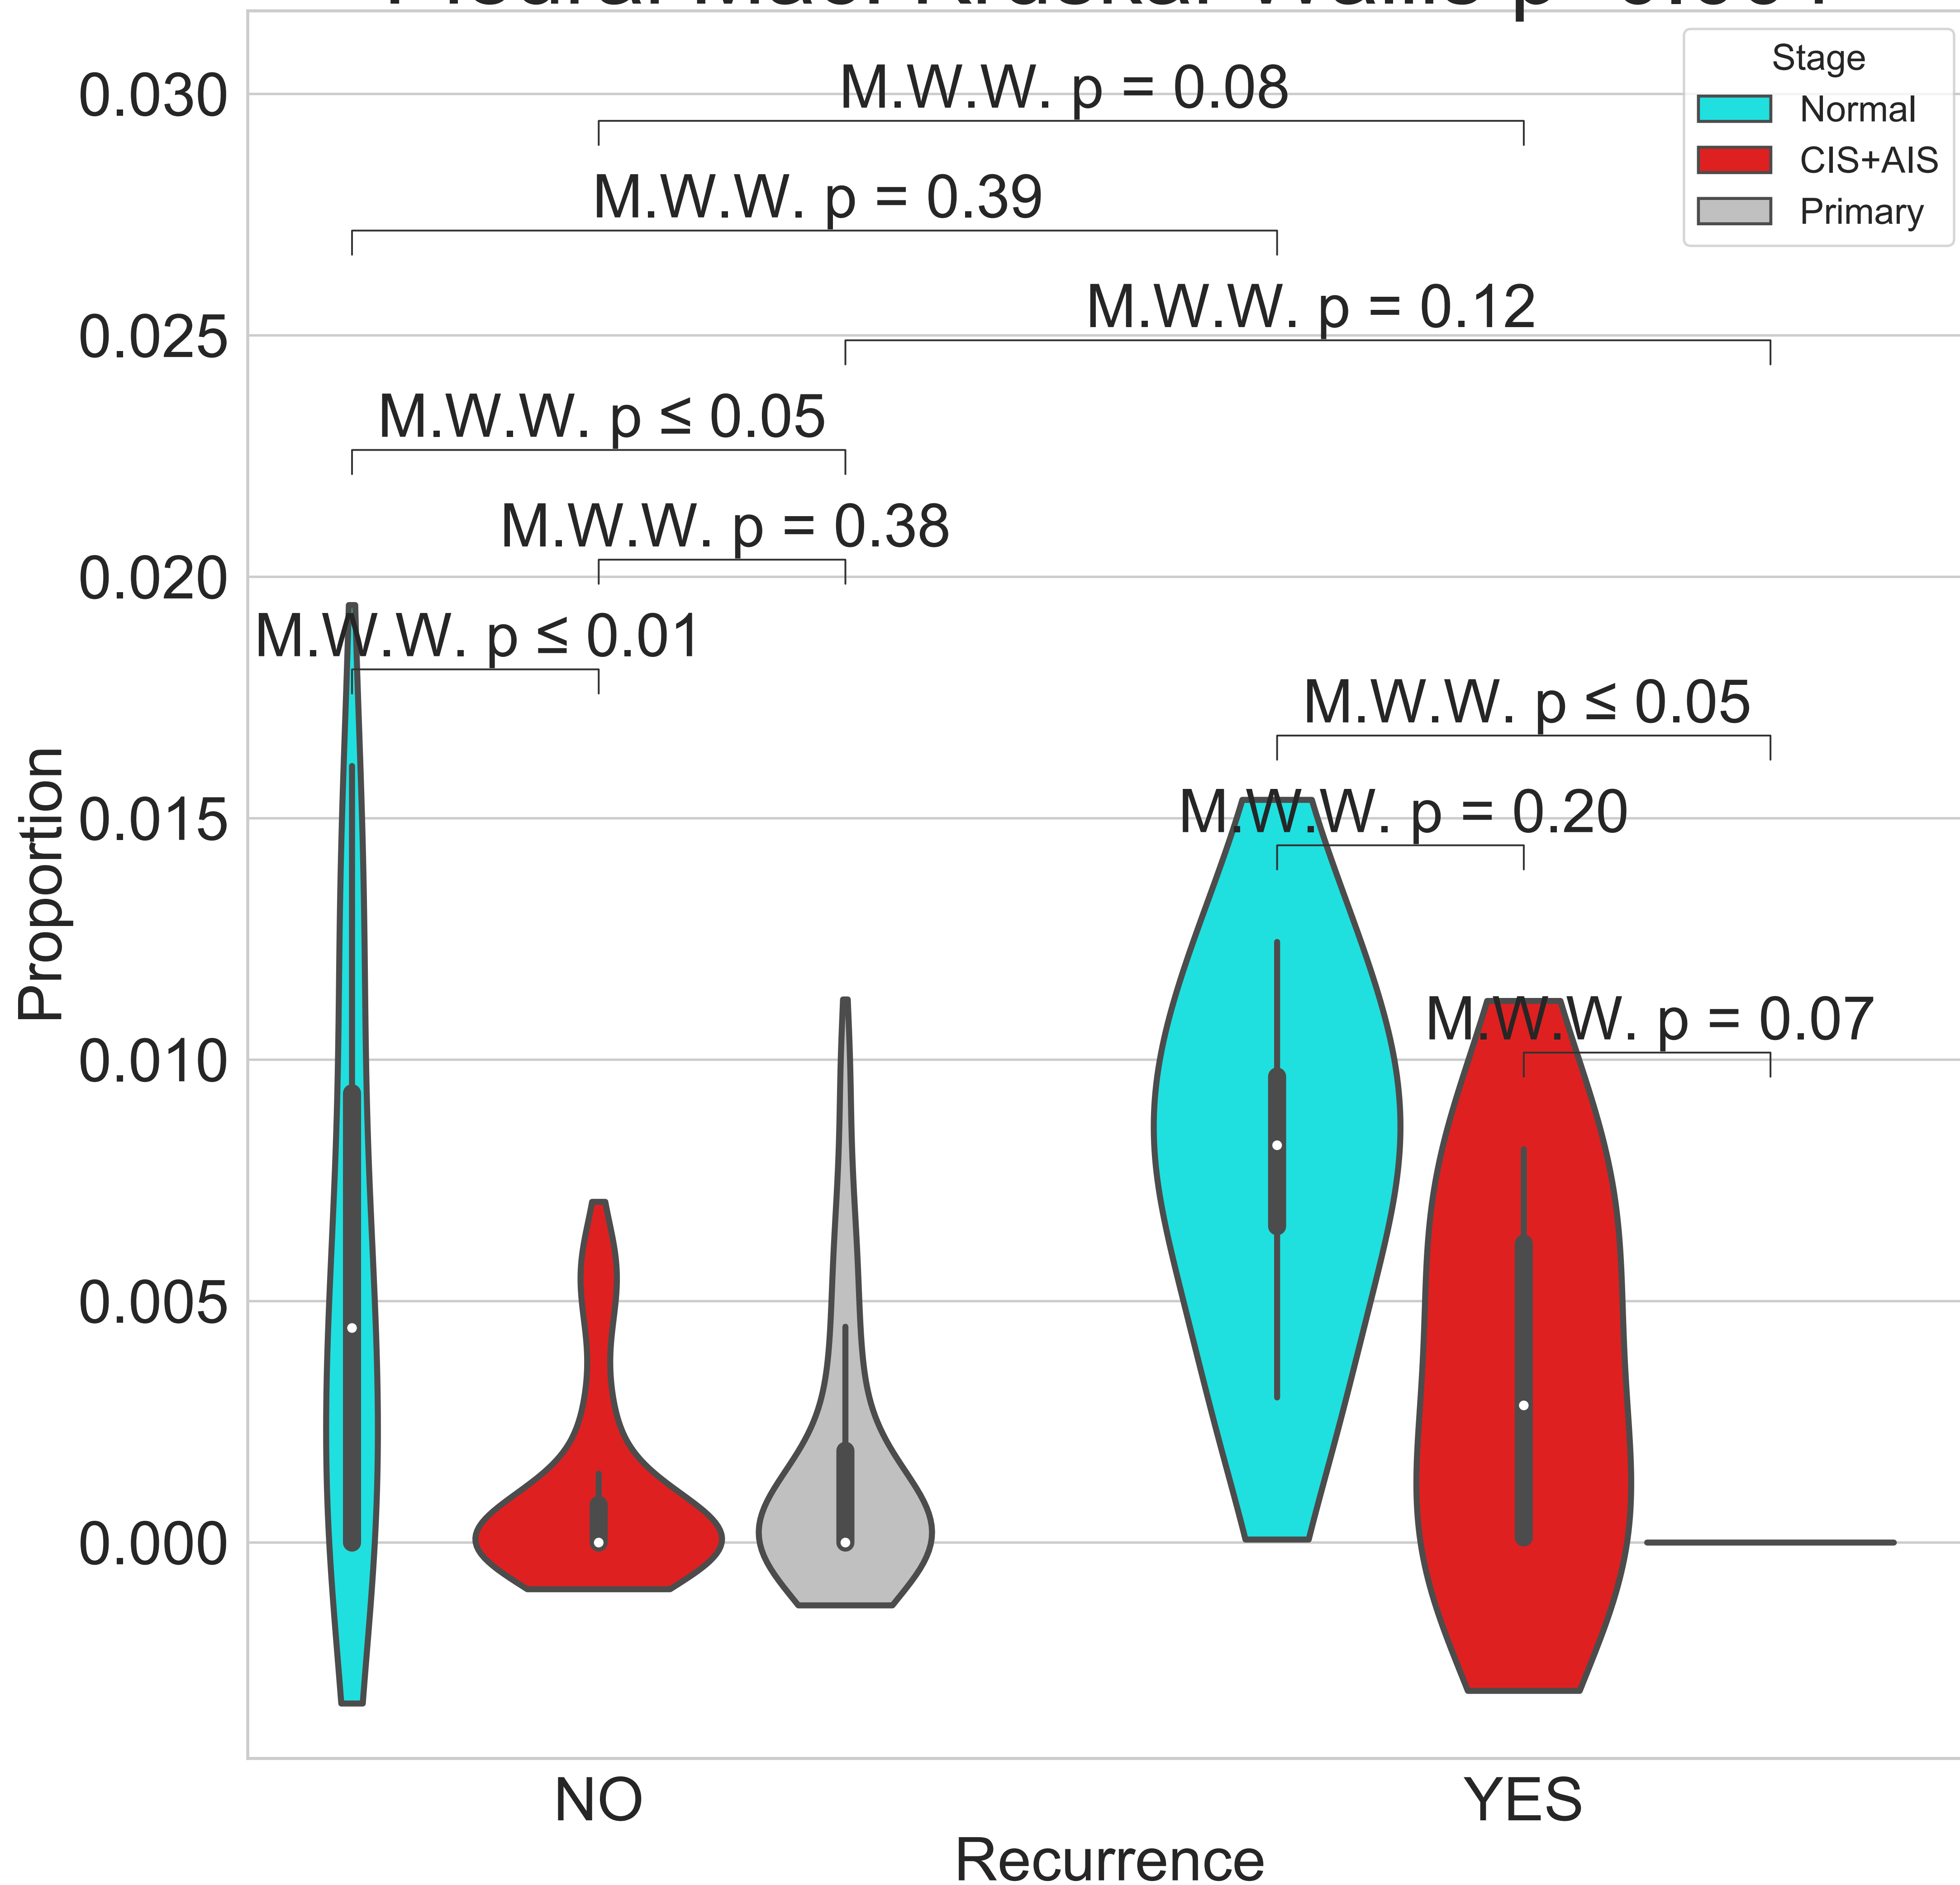 Stage
Normal
CIS+AIS
Primary
M.W.W. p = 0.08
M.W.W. p = 0.39
M.W.W. p = 0.12
M.W.W. p ≤ 0.05
M.W.W. p = 0.38
M.W.W. p ≤ 0.01
M.W.W. p ≤ 0.05
M.W.W. p = 0.20
M.W.W. p = 0.07
0.030
0.025
0.020
0.015
0.010
0.005
0.000
Proportion
NO
YES
Recurrence